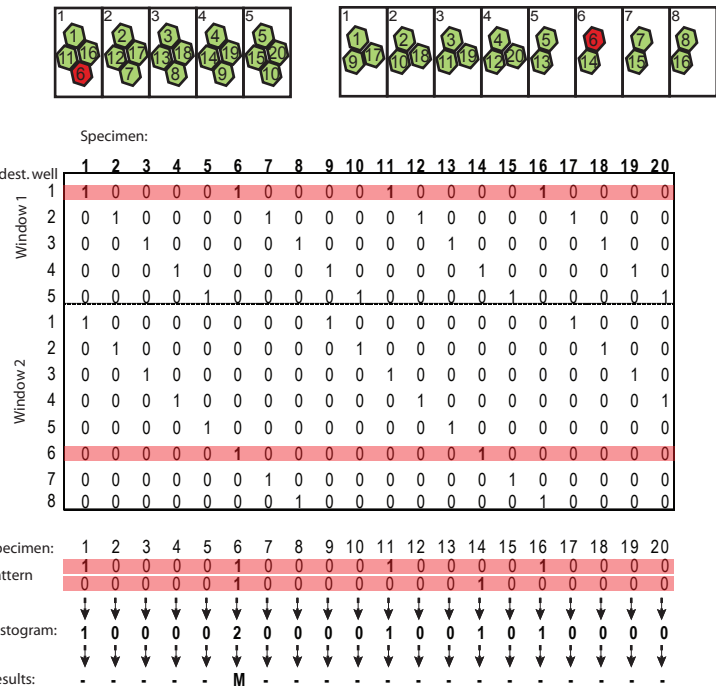 1 2 3 4 5
1 2 3 4 5
11 16 12 17 13 18 14 19 15 20
6 7 8 9 10
1 2 3 4 5 6 7 8
1 2 3 4 5 6 7 8
9 17 10 18 11 19 12 20 13 14 15 16
Specimen:
dest. well 1 2 3 4 5 6 7 8 9 10 11 12 13 14 15 16 17 18 19 20
Window 1
1 1 0 0 0 0 1 0 0 0 0 1 0 0 0 0 1 0 0 0 0
2 0 1 0 0 0 0 1 0 0 0 0 1 0 0 0 0 1 0 0 0
3 0 0 1 0 0 0 0 1 0 0 0 0 1 0 0 0 0 1 0 0
4 0 0 0 1 0 0 0 0 1 0 0 0 0 1 0 0 0 0 1 0
5 0 0 0 0 1 0 0 0 0 1 0 0 0 0 1 0 0 0 0 1
Window 2
1 1 0 0 0 0 0 0 0 1 0 0 0 0 0 0 0 1 0 0 0
2 0 1 0 0 0 0 0 0 0 1 0 0 0 0 0 0 0 1 0 0
3 0 0 1 0 0 0 0 0 0 0 1 0 0 0 0 0 0 0 1 0
4 0 0 0 1 0 0 0 0 0 0 0 1 0 0 0 0 0 0 0 1
5 0 0 0 0 1 0 0 0 0 0 0 0 1 0 0 0 0 0 0 0
6 0 0 0 0 0 1 0 0 0 0 0 0 0 1 0 0 0 0 0 0
7 0 0 0 0 0 0 1 0 0 0 0 0 0 0 1 0 0 0 0 0
8 0 0 0 0 0 0 0 1 0 0 0 0 0 0 0 1 0 0 0 0
pecimen: 1 2 3 4 5 6 7 8 9 10 11 12 13 14 15 16 17 18 19 20
1 0 0 0 0 1 0 0 0 0 1 0 0 0 0 1 0 0 0 0
ttern
0 0 0 0 0 1 0 0 0 0 0 0 0 1 0 0 0 0 0 0
stogram: 1 0 0 0 0 2 0 0 0 0 1 0 0 1 0 1 0 0 0 0
esults: - - - - - M - - - - - - - - - - - - - -